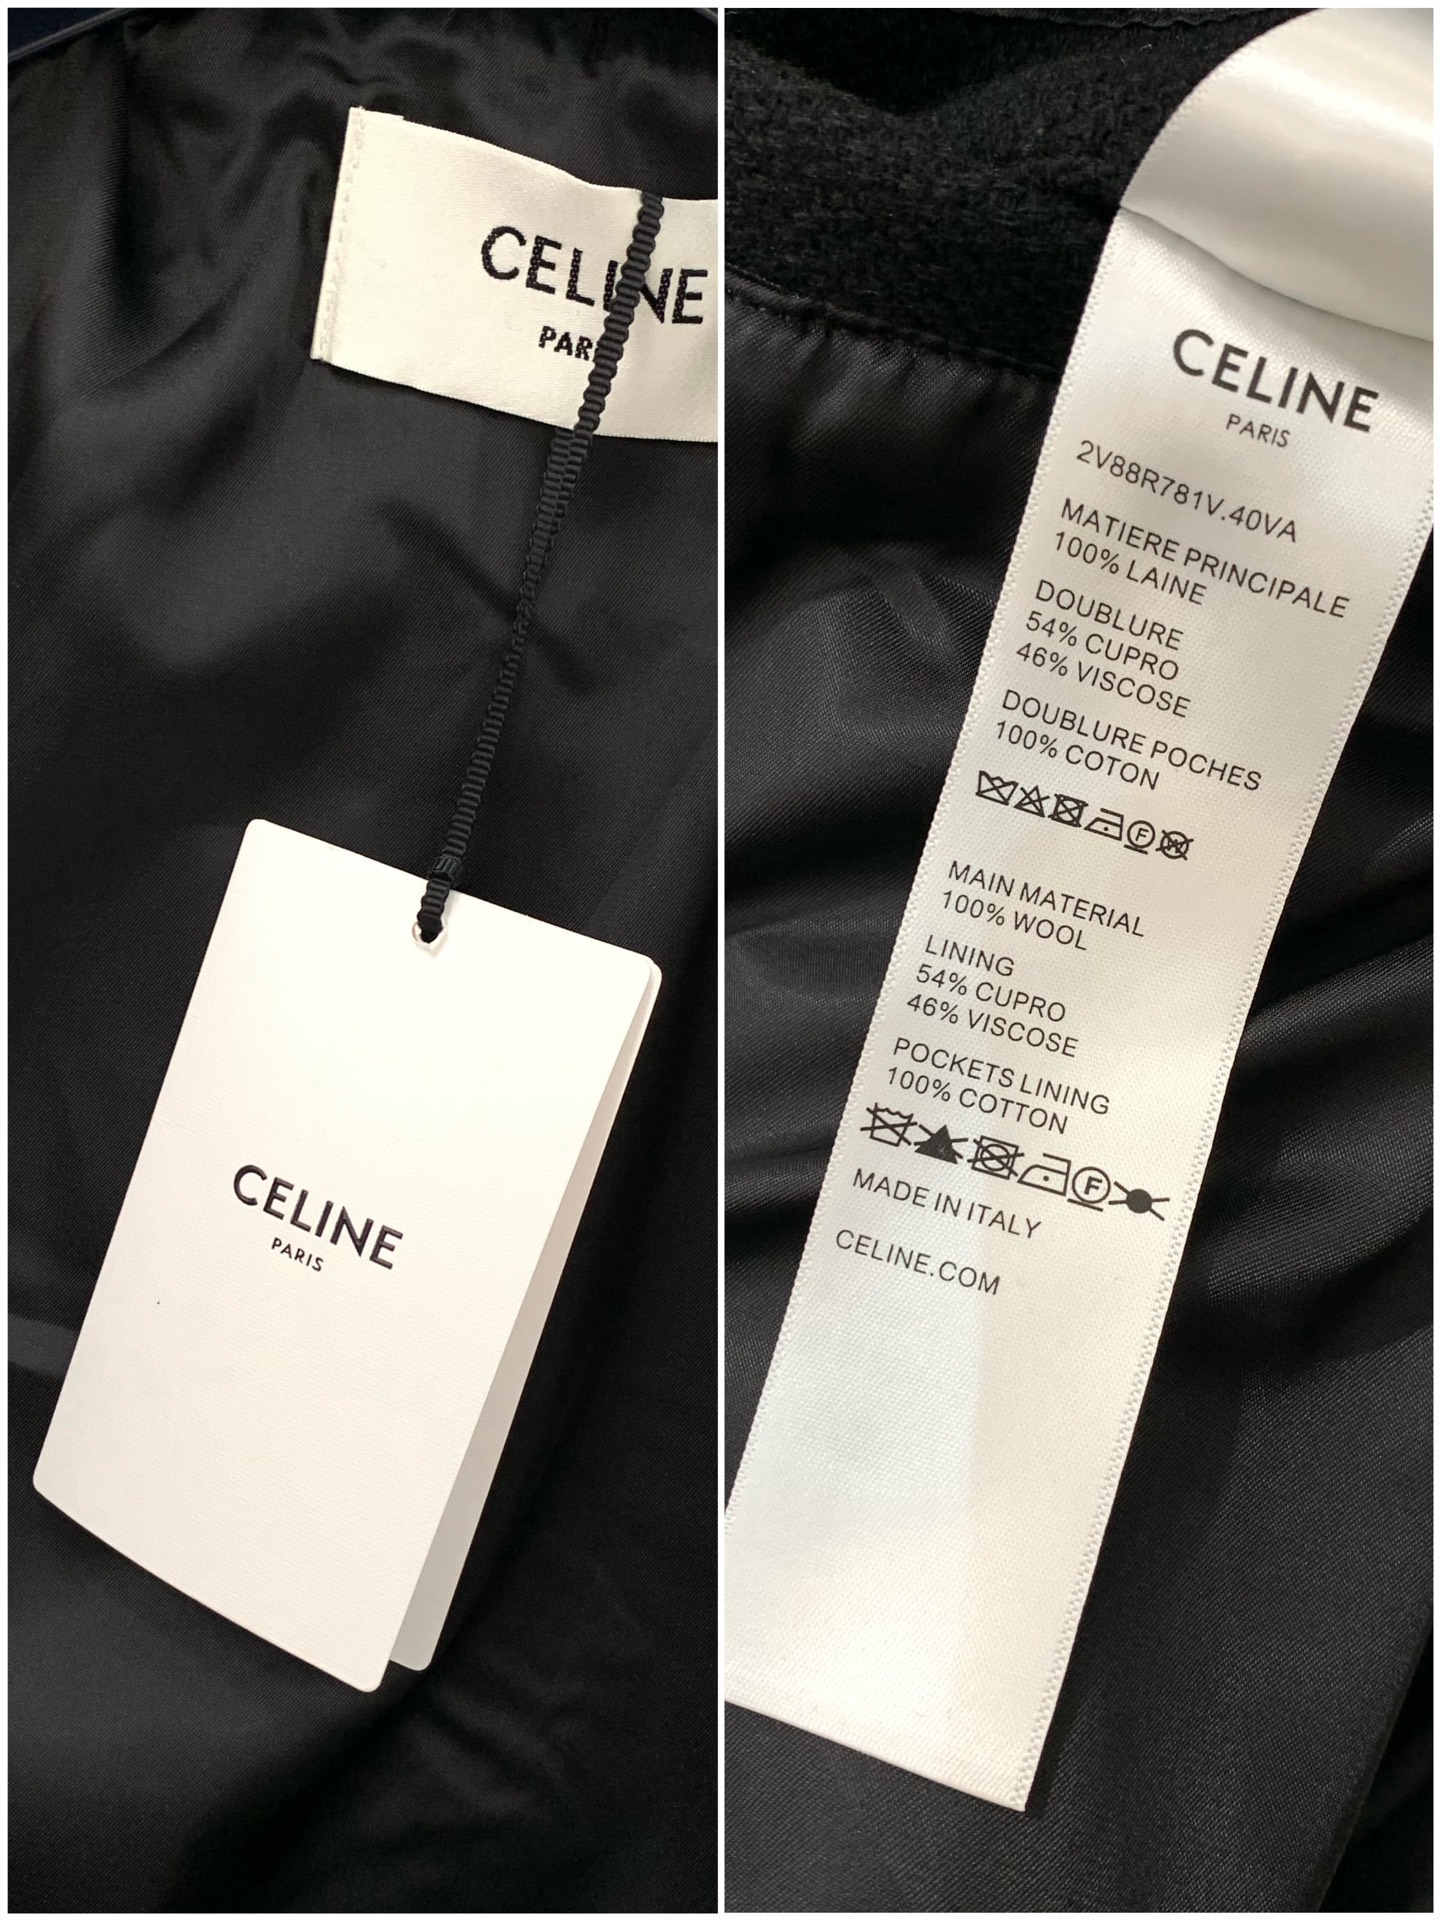 CELINE
PARIS
CELINE
PARIS
CELINE
PARIS
2V88R781V.40VA
MATIERE PRINCIPALE
100% LAINE
DOUBLURE
54% CUPRO
46% VISCOSE
DOUBLURE POCHES
100% COTON
F W
MAIN MATERIAL
100% WOOL
LINING
54% CUPRO
46% VISCOSE
POCKETS LINING
100% COTTON
F
MADE IN ITALY
CELINE.COM